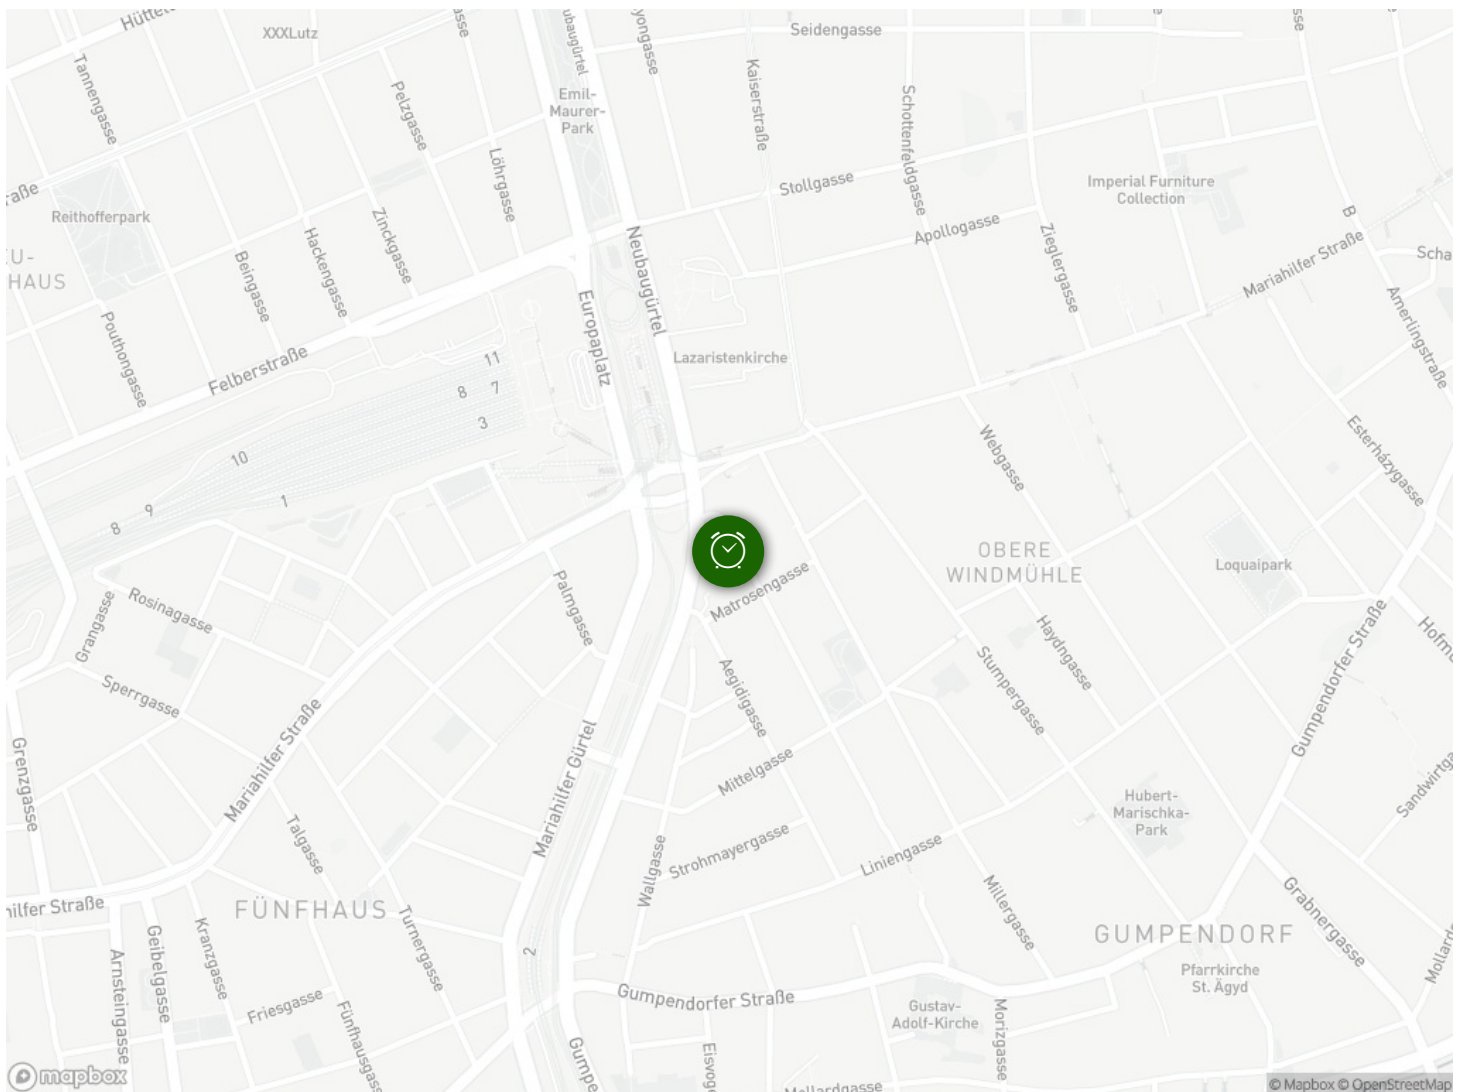 XXXLutz
Seidengasse
Tannengasse
Pelzgasse
Emil-
Maurer-
Park
Kaiserstraße
Schottenfeldgasse
Löhrgasse
Stollgasse
Imperial Furniture
Collection
Reithofferpark
Zinckgasse
Hackengasse
Beingasse
Neubaugürtel
Apollogasse
Zieglergasse
Mariahilfer Straße
B
HAUS
Europaplatz
Amerlingstraße
Pouthongasse
Felberstraße
Lazaristenkirche
11
8
7
3
10
9
8
1
Webgasse
Esterházygasse
OBERE
WINDMÜHLE
Loquaipark
Matrosengasse
Palmgasse
Rosinagasse
Grangasse
Sperrgasse
Haydngasse
Stumpergasse
Aegidigasse
Gumpendorfer Straße
Mariahilfer Straße
Mariahilfer Gürtel
Mittelgasse
Grenzgasse
Talgasse
Hubert-
Marischka-
Park
Strohmayergasse
Wallgasse
Liniengasse
Millergasse
Grabnergasse
FÜNFHAUS
Turnergasse
Kranzgasse
Geibelgasse
Arnsteingasse
2
GUMPENDORF
Pfarrkirche
St. Ägyd
Friesgasse
Gumpendorfer Straße
Gustav-
Adolf-Kirche
Morizgasse
mapbox
© Mapbox © OpenStreetMap